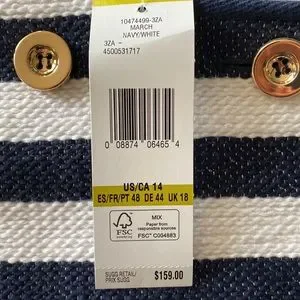 10474499-3ZA
MARCH
NAVY/WHITE
3ZA -
4500531717
0 08874 06465 4
US/CA 14
ES/FR/PT 48 DE 44 UK 18
FSC
MIX
Paper from
responsible sources
FSC® C004883
SUGG RETAIL/
PRIX SUGG
$159.00